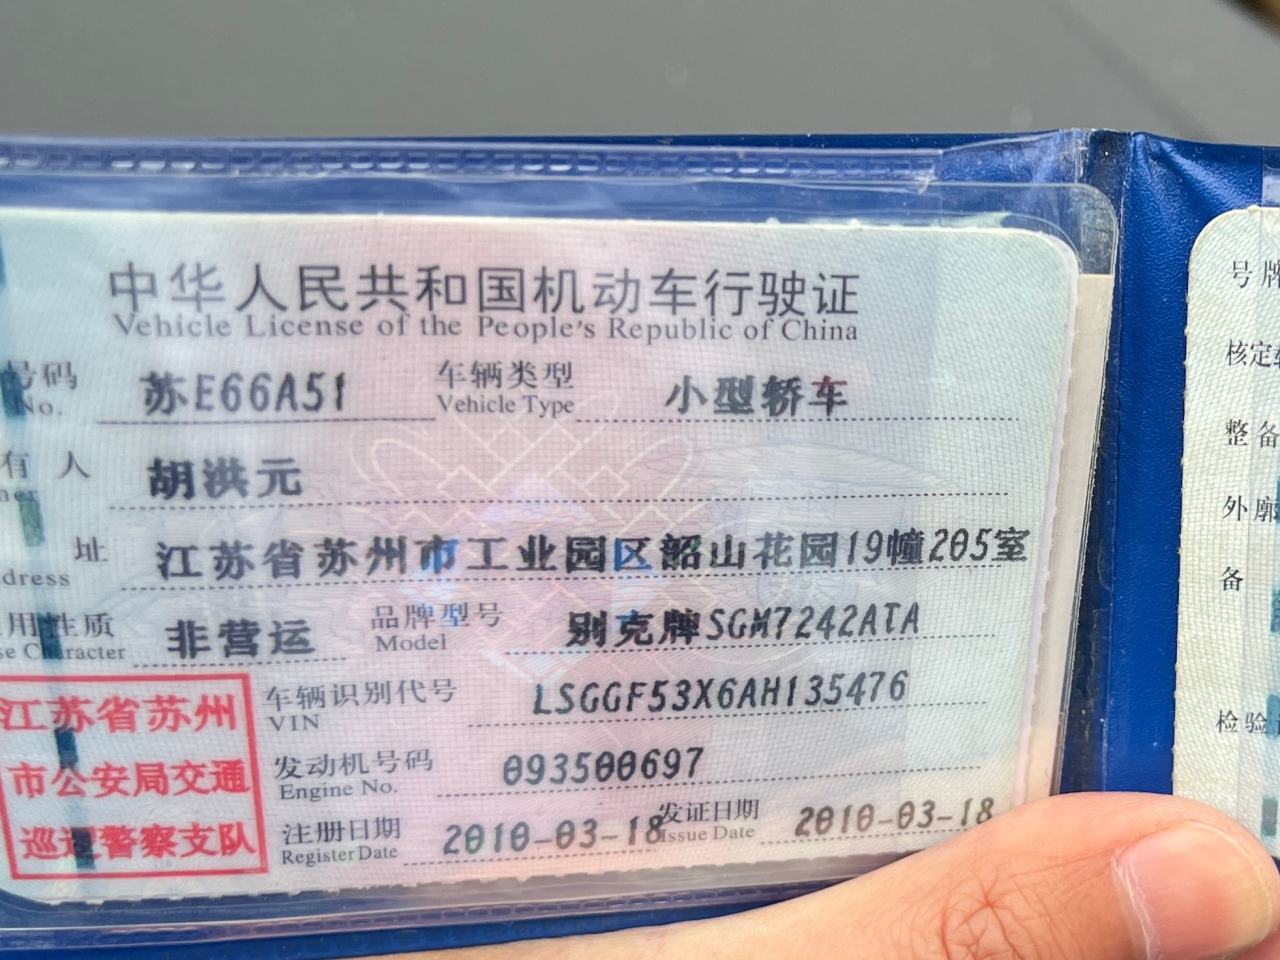 中华人民共和国机动车行驶证
Vehicle License of the People's Republic of China
号码 苏E66A51 车辆类型 小型轿车
No. Vehicle Type
有人 胡洪元
址 江苏省苏州市工业园区韶山花园19幢205室
用性质 非营运 品牌型号 别克牌SGM7242ATA
Character Model
车辆识别代号 LSGGF53X6AH135476
VIN
发动机号码 093500697
Engine No.
注册日期 2010-03-18 发证日期 2010-03-18
Register Date Issue Date
江苏省苏州
市公安局交通
巡逻警察支队
号牌
核定
整备
外廓
备
检验